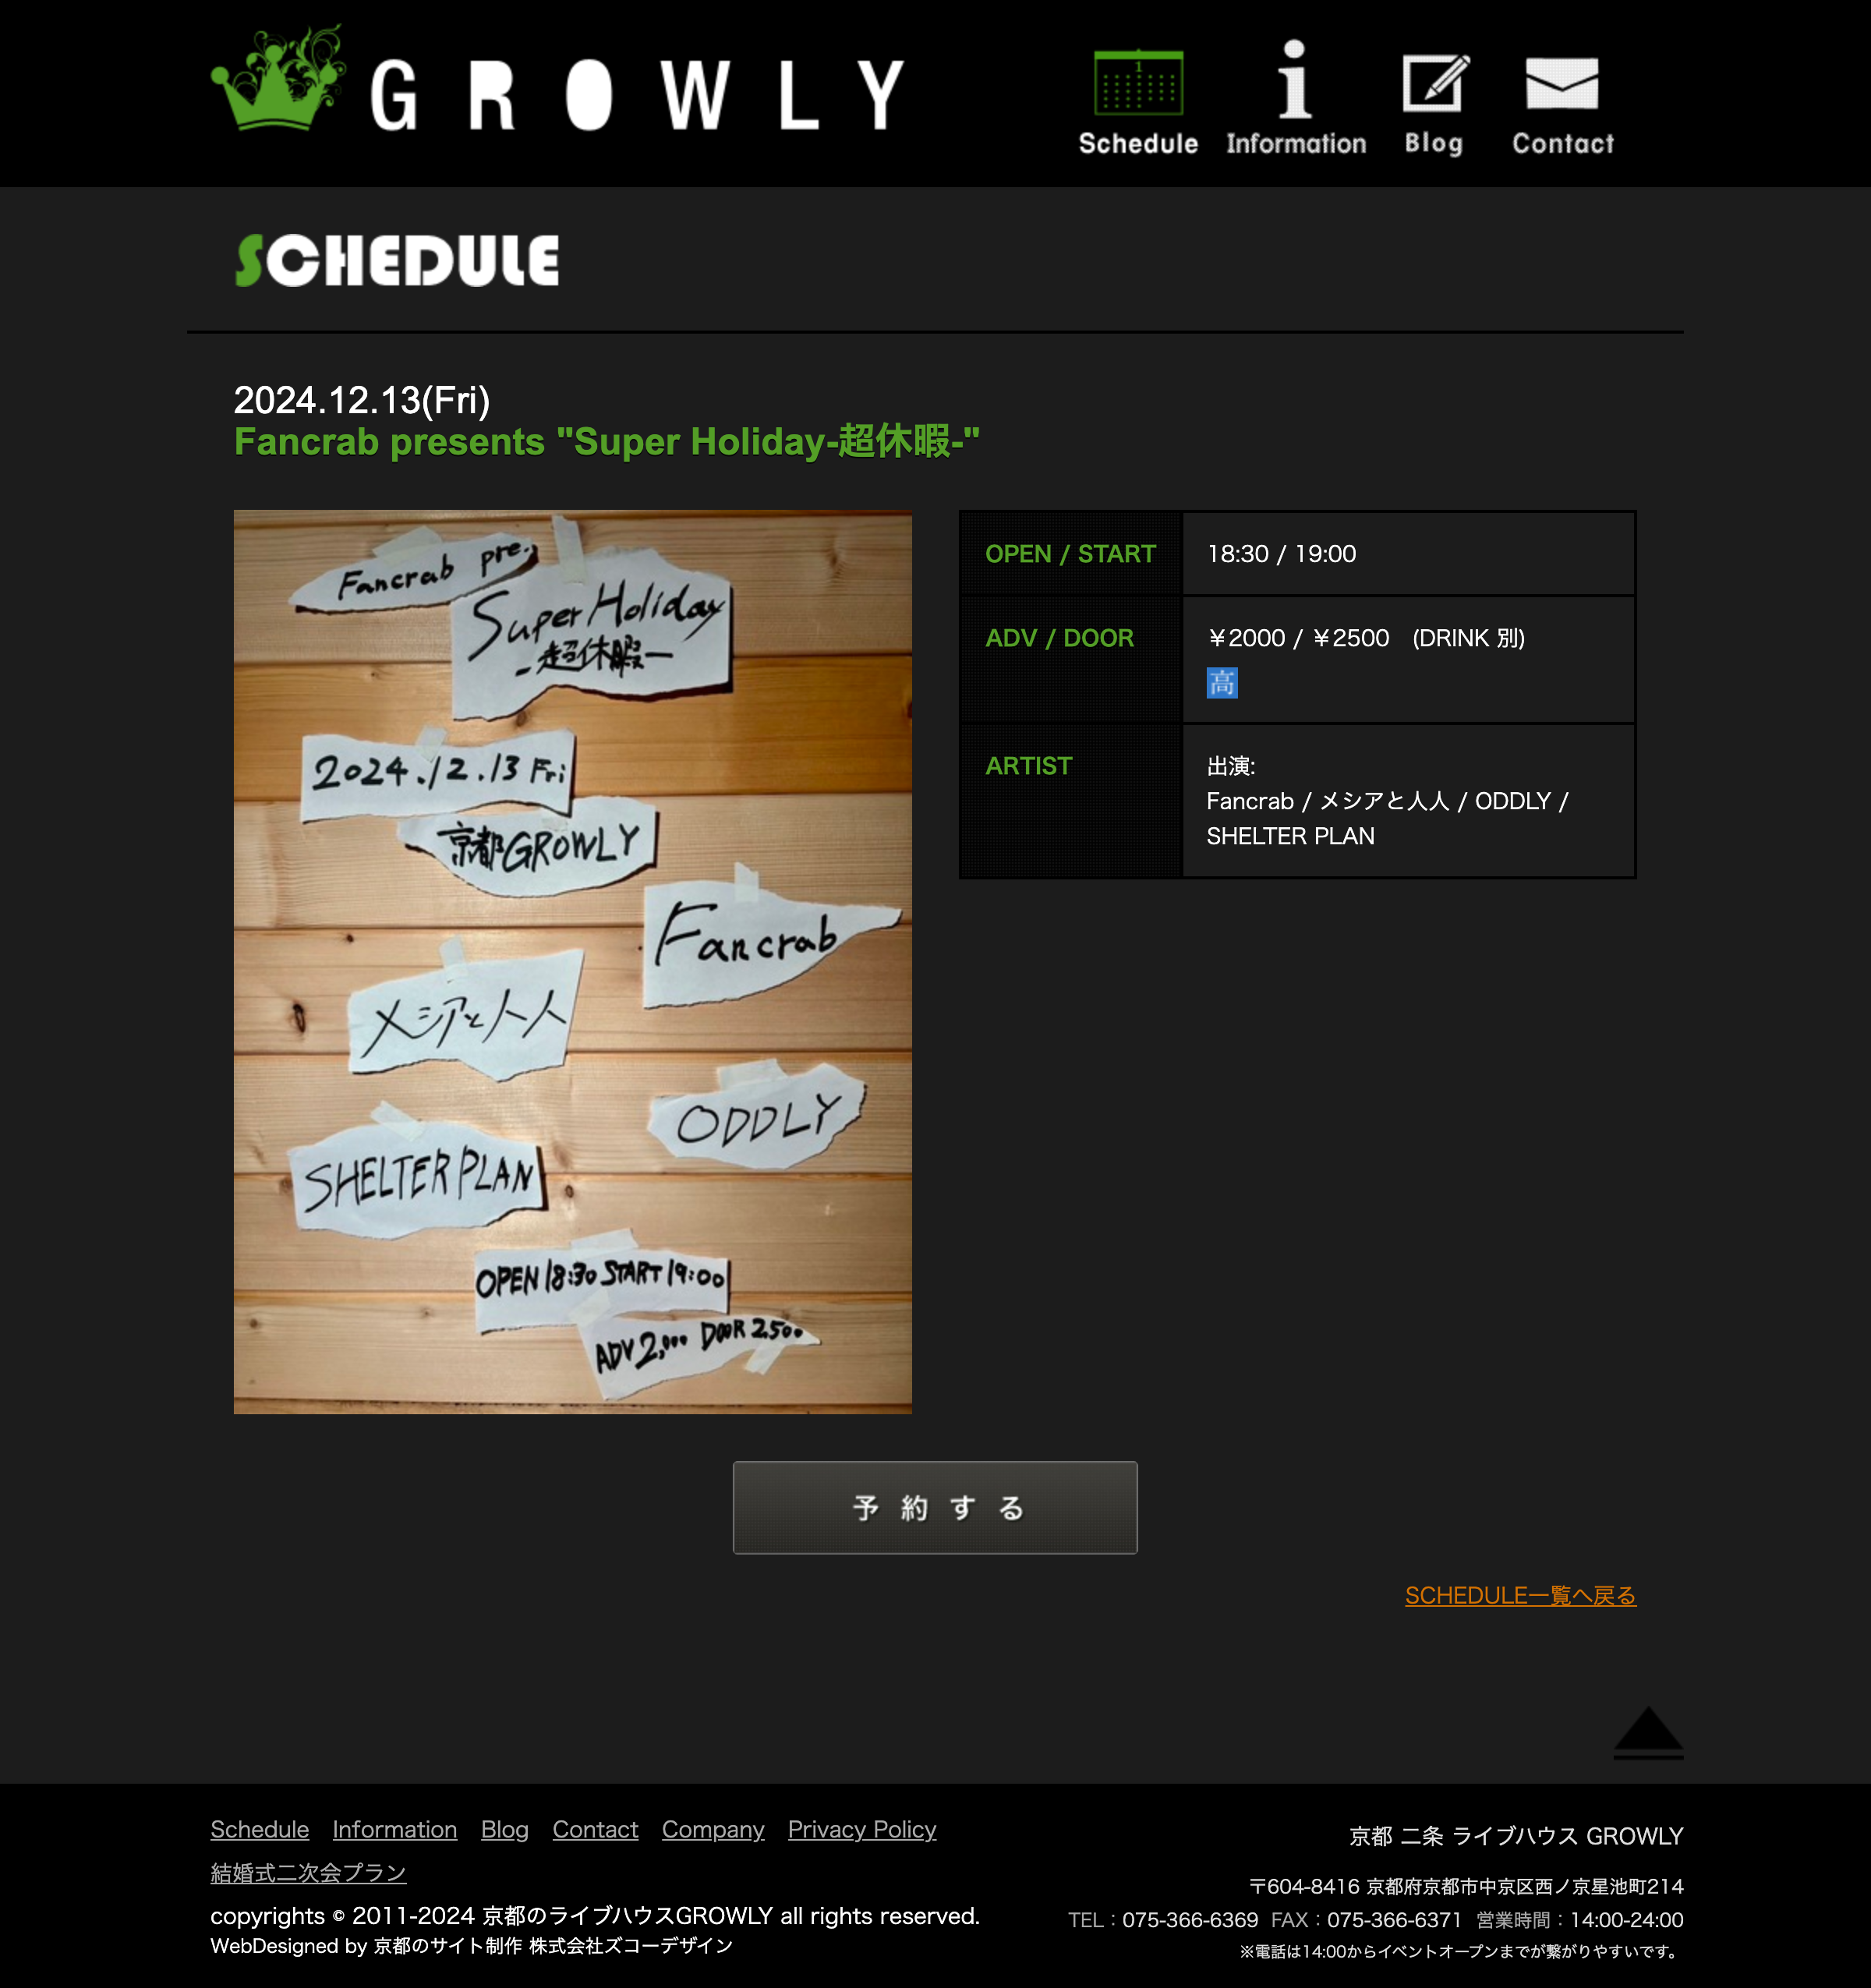 GROWLY
1
Schedule
Information
Blog
Contact
SCHEDULE
2024.12.13(Fri)
Fancrab presents "Super Holiday-超休暇-"
Fancrab pre.
Super Holiday
-超休暇-
2024.12.13 Fri
京都GROWLY
Fancrab
メシアと人人
ODDLY
SHELTER PLAN
OPEN 18:30 START 19:00
ADV 2,000 DOOR 2,500
OPEN / START
18:30 / 19:00
ADV / DOOR
￥2000 / ￥2500　(DRINK 別)
高
ARTIST
出演:
Fancrab / メシアと人人 / ODDLY /
SHELTER PLAN
予約する
SCHEDULE一覧へ戻る
Schedule Information Blog Contact Company Privacy Policy
結婚式二次会プラン
copyrights © 2011-2024 京都のライブハウスGROWLY all rights reserved.
WebDesigned by 京都のサイト制作 株式会社ズコーデザイン
京都 二条 ライブハウス GROWLY
〒604-8416 京都府京都市中京区西ノ京星池町214
TEL：075-366-6369 FAX：075-366-6371 営業時間：14:00-24:00
※電話は14:00からイベントオープンまでが繋がりやすいです。